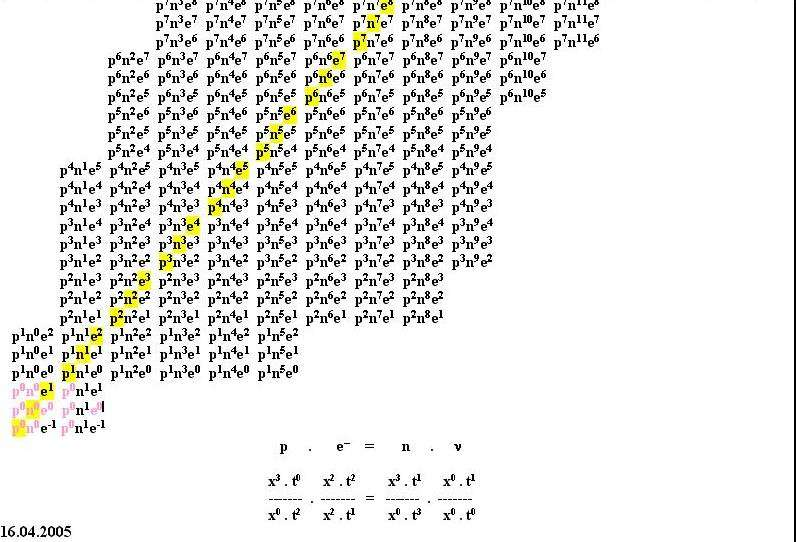 p⁷n³e⁸ p⁷n⁴e⁸ p⁷n⁵e⁸ p⁷n⁶e⁸ p⁷n⁷e⁸ p⁷n⁸e⁸ p⁷n⁹e⁸ p⁷n¹⁰e⁸ p⁷n¹¹e⁸
p⁷n³e⁷ p⁷n⁴e⁷ p⁷n⁵e⁷ p⁷n⁶e⁷ p⁷n⁷e⁷ p⁷n⁸e⁷ p⁷n⁹e⁷ p⁷n¹⁰e⁷ p⁷n¹¹e⁷
p⁷n³e⁶ p⁷n⁴e⁶ p⁷n⁵e⁶ p⁷n⁶e⁶ p⁷n⁷e⁶ p⁷n⁸e⁶ p⁷n⁹e⁶ p⁷n¹⁰e⁶ p⁷n¹¹e⁶
p⁶n²e⁷ p⁶n³e⁷ p⁶n⁴e⁷ p⁶n⁵e⁷ p⁶n⁶e⁷ p⁶n⁷e⁷ p⁶n⁸e⁷ p⁶n⁹e⁷ p⁶n¹⁰e⁷
p⁶n²e⁶ p⁶n³e⁶ p⁶n⁴e⁶ p⁶n⁵e⁶ p⁶n⁶e⁶ p⁶n⁷e⁶ p⁶n⁸e⁶ p⁶n⁹e⁶ p⁶n¹⁰e⁶
p⁶n²e⁵ p⁶n³e⁵ p⁶n⁴e⁵ p⁶n⁵e⁵ p⁶n⁶e⁵ p⁶n⁷e⁵ p⁶n⁸e⁵ p⁶n⁹e⁵ p⁶n¹⁰e⁵
p⁵n²e⁶ p⁵n³e⁶ p⁵n⁴e⁶ p⁵n⁵e⁶ p⁵n⁶e⁶ p⁵n⁷e⁶ p⁵n⁸e⁶ p⁵n⁹e⁶
p⁵n²e⁵ p⁵n³e⁵ p⁵n⁴e⁵ p⁵n⁵e⁵ p⁵n⁶e⁵ p⁵n⁷e⁵ p⁵n⁸e⁵ p⁵n⁹e⁵
p⁵n²e⁴ p⁵n³e⁴ p⁵n⁴e⁴ p⁵n⁵e⁴ p⁵n⁶e⁴ p⁵n⁷e⁴ p⁵n⁸e⁴ p⁵n⁹e⁴
p⁴n¹e⁵ p⁴n²e⁵ p⁴n³e⁵ p⁴n⁴e⁵ p⁴n⁵e⁵ p⁴n⁶e⁵ p⁴n⁷e⁵ p⁴n⁸e⁵ p⁴n⁹e⁵
p⁴n¹e⁴ p⁴n²e⁴ p⁴n³e⁴ p⁴n⁴e⁴ p⁴n⁵e⁴ p⁴n⁶e⁴ p⁴n⁷e⁴ p⁴n⁸e⁴ p⁴n⁹e⁴
p⁴n¹e³ p⁴n²e³ p⁴n³e³ p⁴n⁴e³ p⁴n⁵e³ p⁴n⁶e³ p⁴n⁷e³ p⁴n⁸e³ p⁴n⁹e³
p³n¹e⁴ p³n²e⁴ p³n³e⁴ p³n⁴e⁴ p³n⁵e⁴ p³n⁶e⁴ p³n⁷e⁴ p³n⁸e⁴ p³n⁹e⁴
p³n¹e³ p³n²e³ p³n³e³ p³n⁴e³ p³n⁵e³ p³n⁶e³ p³n⁷e³ p³n⁸e³ p³n⁹e³
p³n¹e² p³n²e² p³n³e² p³n⁴e² p³n⁵e² p³n⁶e² p³n⁷e² p³n⁸e² p³n⁹e²
p²n¹e³ p²n²e³ p²n³e³ p²n⁴e³ p²n⁵e³ p²n⁶e³ p²n⁷e³ p²n⁸e³
p²n¹e² p²n²e² p²n³e² p²n⁴e² p²n⁵e² p²n⁶e² p²n⁷e² p²n⁸e²
p²n¹e¹ p²n²e¹ p²n³e¹ p²n⁴e¹ p²n⁵e¹ p²n⁶e¹ p²n⁷e¹ p²n⁸e¹
p¹n⁰e² p¹n¹e² p¹n²e² p¹n³e² p¹n⁴e² p¹n⁵e²
p¹n⁰e¹ p¹n¹e¹ p¹n²e¹ p¹n³e¹ p¹n⁴e¹ p¹n⁵e¹
p¹n⁰e⁰ p¹n¹e⁰ p¹n²e⁰ p¹n³e⁰ p¹n⁴e⁰ p¹n⁵e⁰
p⁰n⁰e¹ p⁰n¹e¹
p⁰n⁰e⁰ p⁰n¹e⁰
p⁰n⁰e⁻¹ p⁰n¹e⁻¹
p . e⁻ = n . ν
x³ . t⁰ x² . t² x³ . t¹ x⁰ . t¹
------- . ------- = ------- . -------
x⁰ . t² x² . t¹ x⁰ . t³ x⁰ . t⁰
16.04.2005